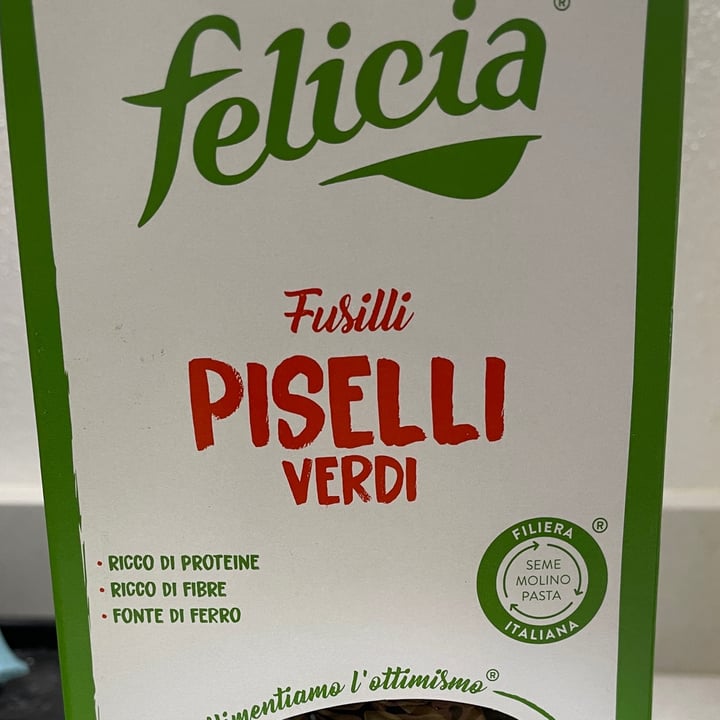 felicia®
Fusilli
PISELLI
VERDI
• RICCO DI PROTEINE
• RICCO DI FIBRE
• FONTE DI FERRO
FILIERA ®
SEME
MOLINO
PASTA
ITALIANA
l'ottimismo®